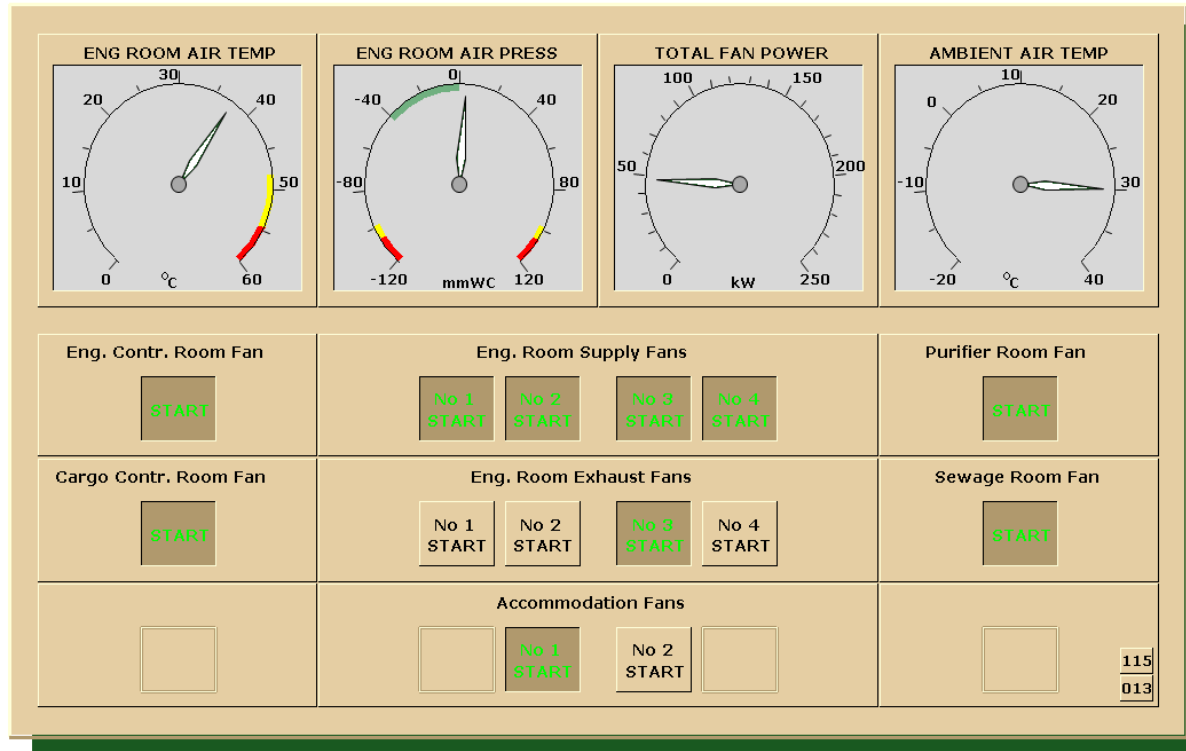 ENG ROOM AIR TEMP
0
10
20
30
40
50
60
°C
ENG ROOM AIR PRESS
-120
-80
-40
0
40
80
120
mmWC
TOTAL FAN POWER
0
50
100
150
200
250
kW
AMBIENT AIR TEMP
-20
-10
0
10
20
30
40
°C
Eng. Contr. Room Fan
START
Eng. Room Supply Fans
No 1
START
No 2
START
No 3
START
No 4
START
Purifier Room Fan
START
Cargo Contr. Room Fan
START
Eng. Room Exhaust Fans
No 1
START
No 2
START
No 3
START
No 4
START
Sewage Room Fan
START
Accommodation Fans
No 1
START
No 2
START
115
013